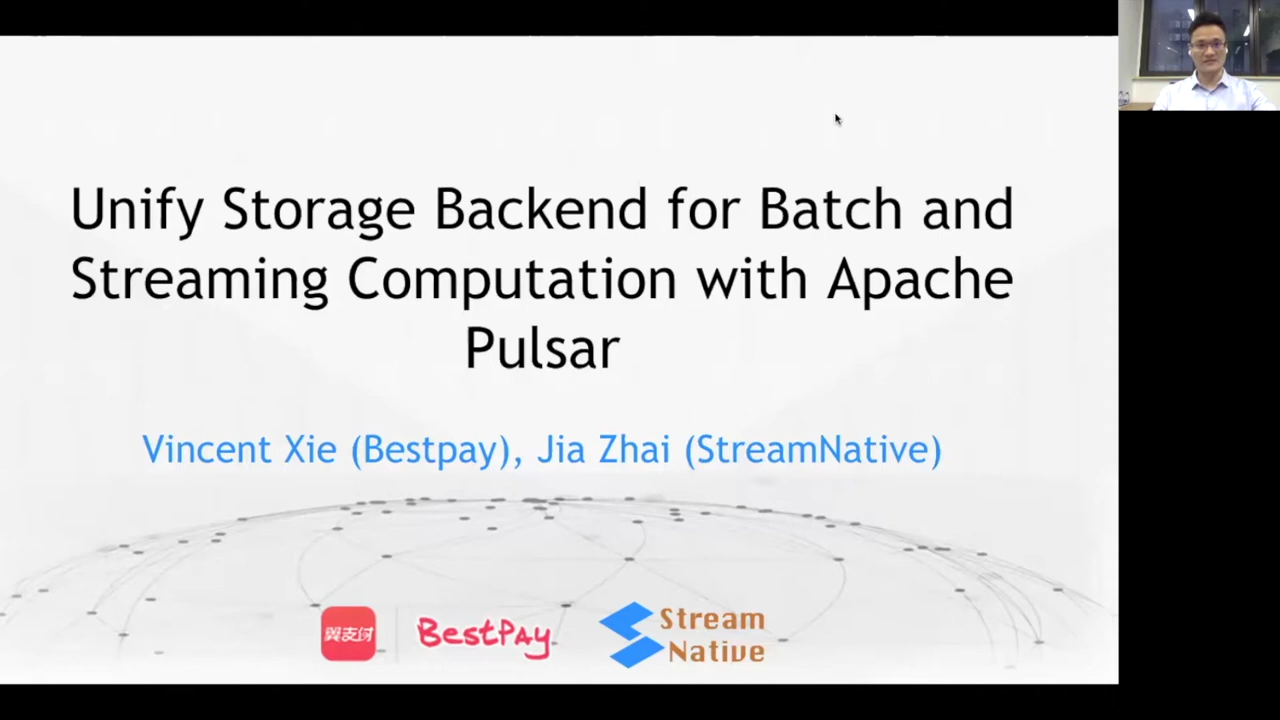 Unify Storage Backend for Batch and
Streaming Computation with Apache
Pulsar
Vincent Xie (Bestpay), Jia Zhai (StreamNative)
翼支付
BestPay
Stream
Native